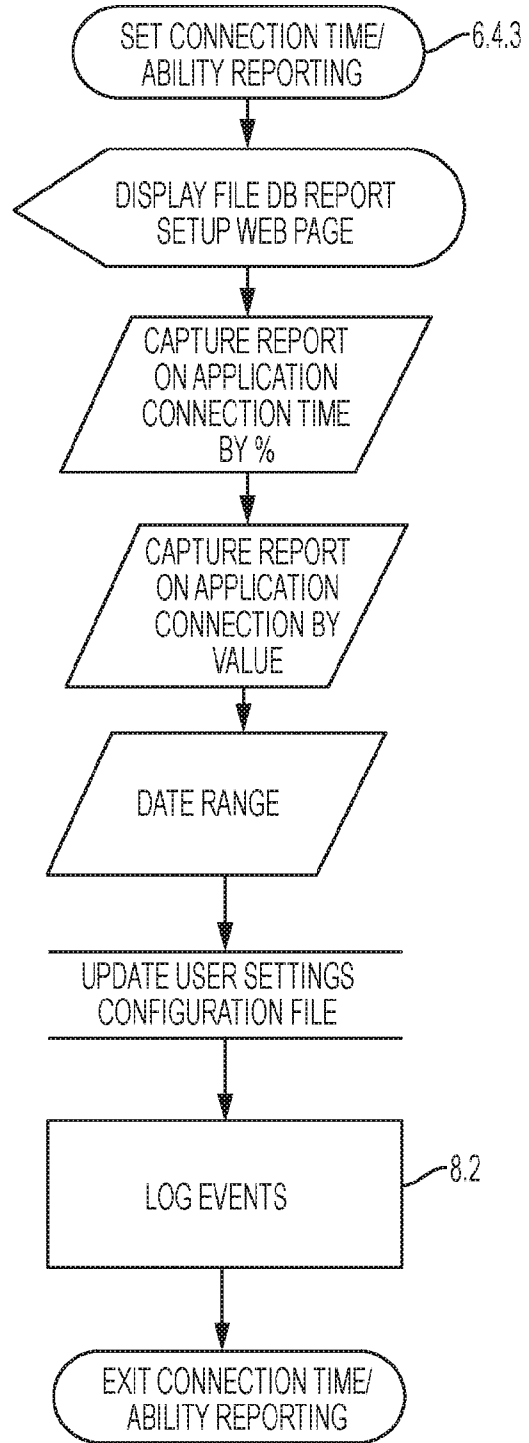 SET CONNECTION TIME/
ABILITY REPORTING
6.4.3
DISPLAY FILE DB REPORT
SETUP WEB PAGE
CAPTURE REPORT
ON APPLICATION
CONNECTION TIME
BY %
CAPTURE REPORT
ON APPLICATION
CONNECTION BY
VALUE
DATE RANGE
UPDATE USER SETTINGS
CONFIGURATION FILE
LOG EVENTS
8.2
EXIT CONNECTION TIME/
ABILITY REPORTING